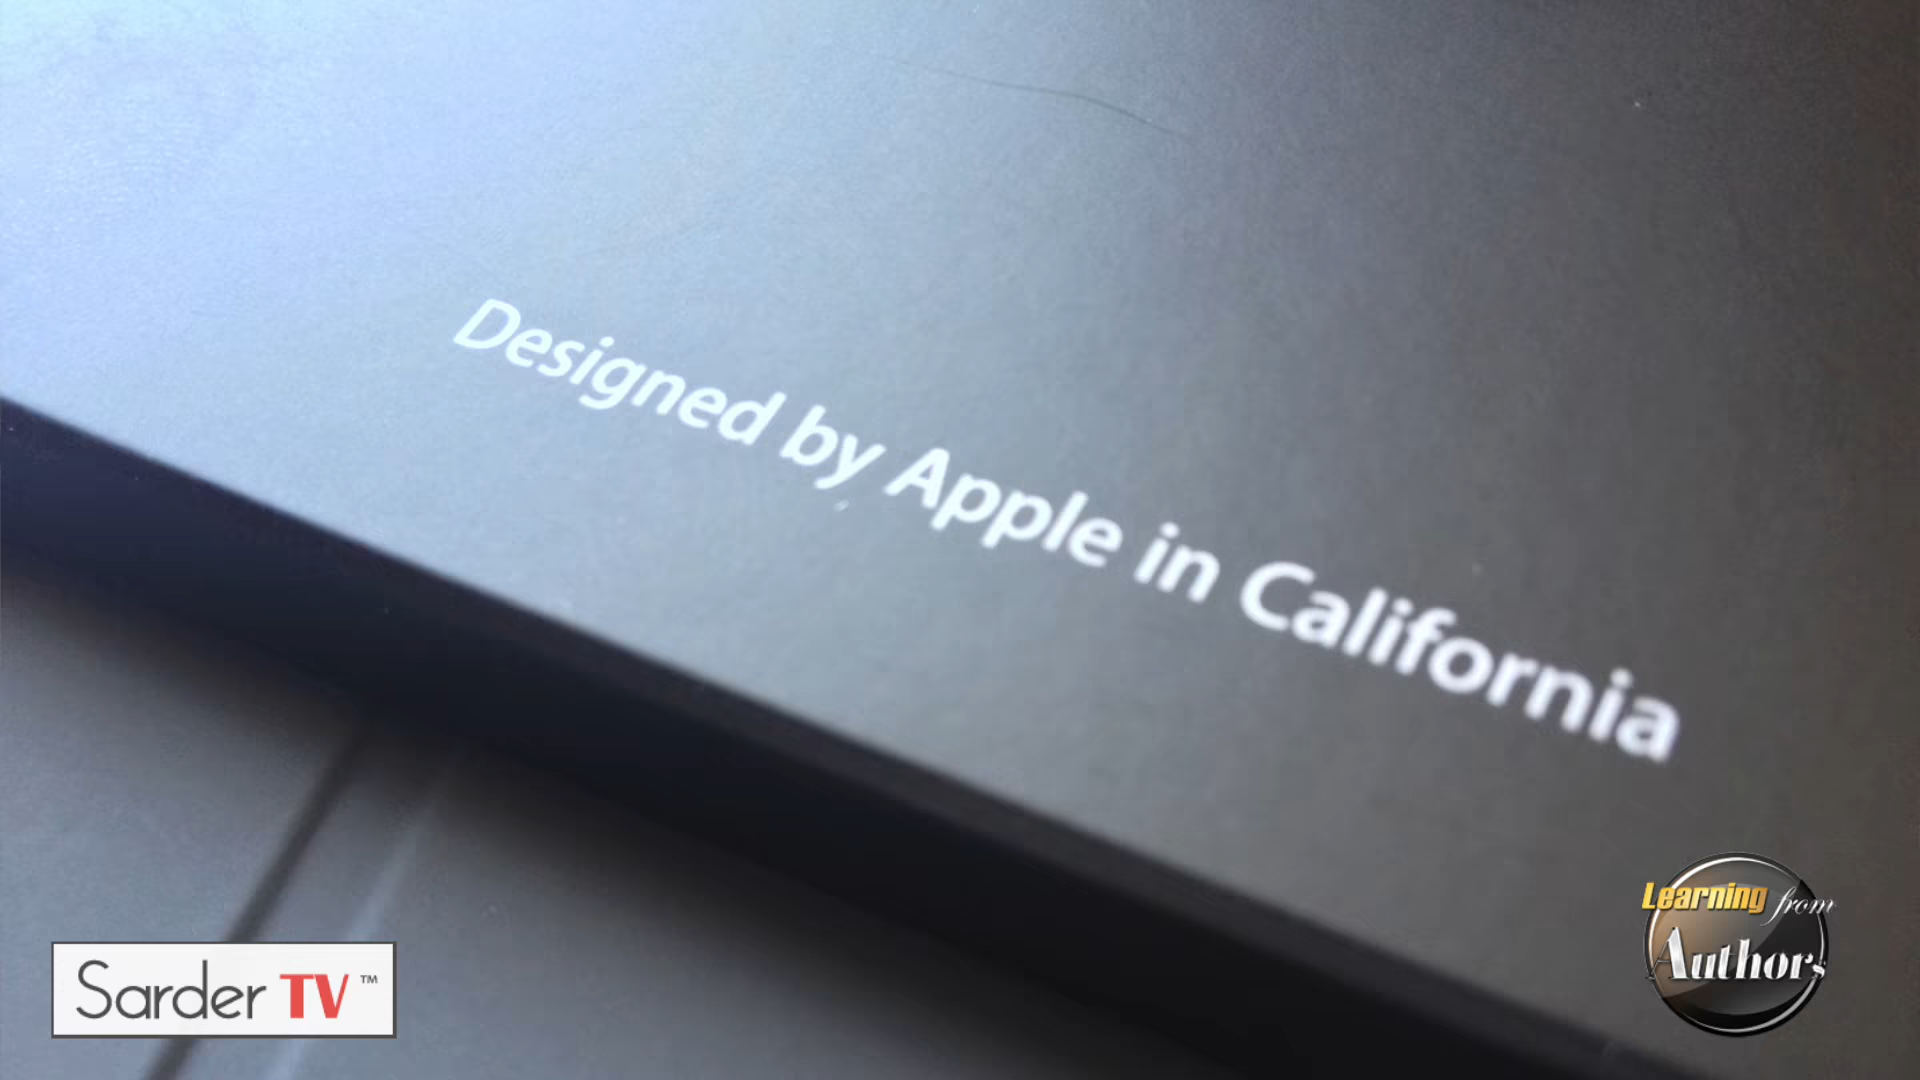 Designed by Apple in California
Sarder TV™
Learning from
Authors